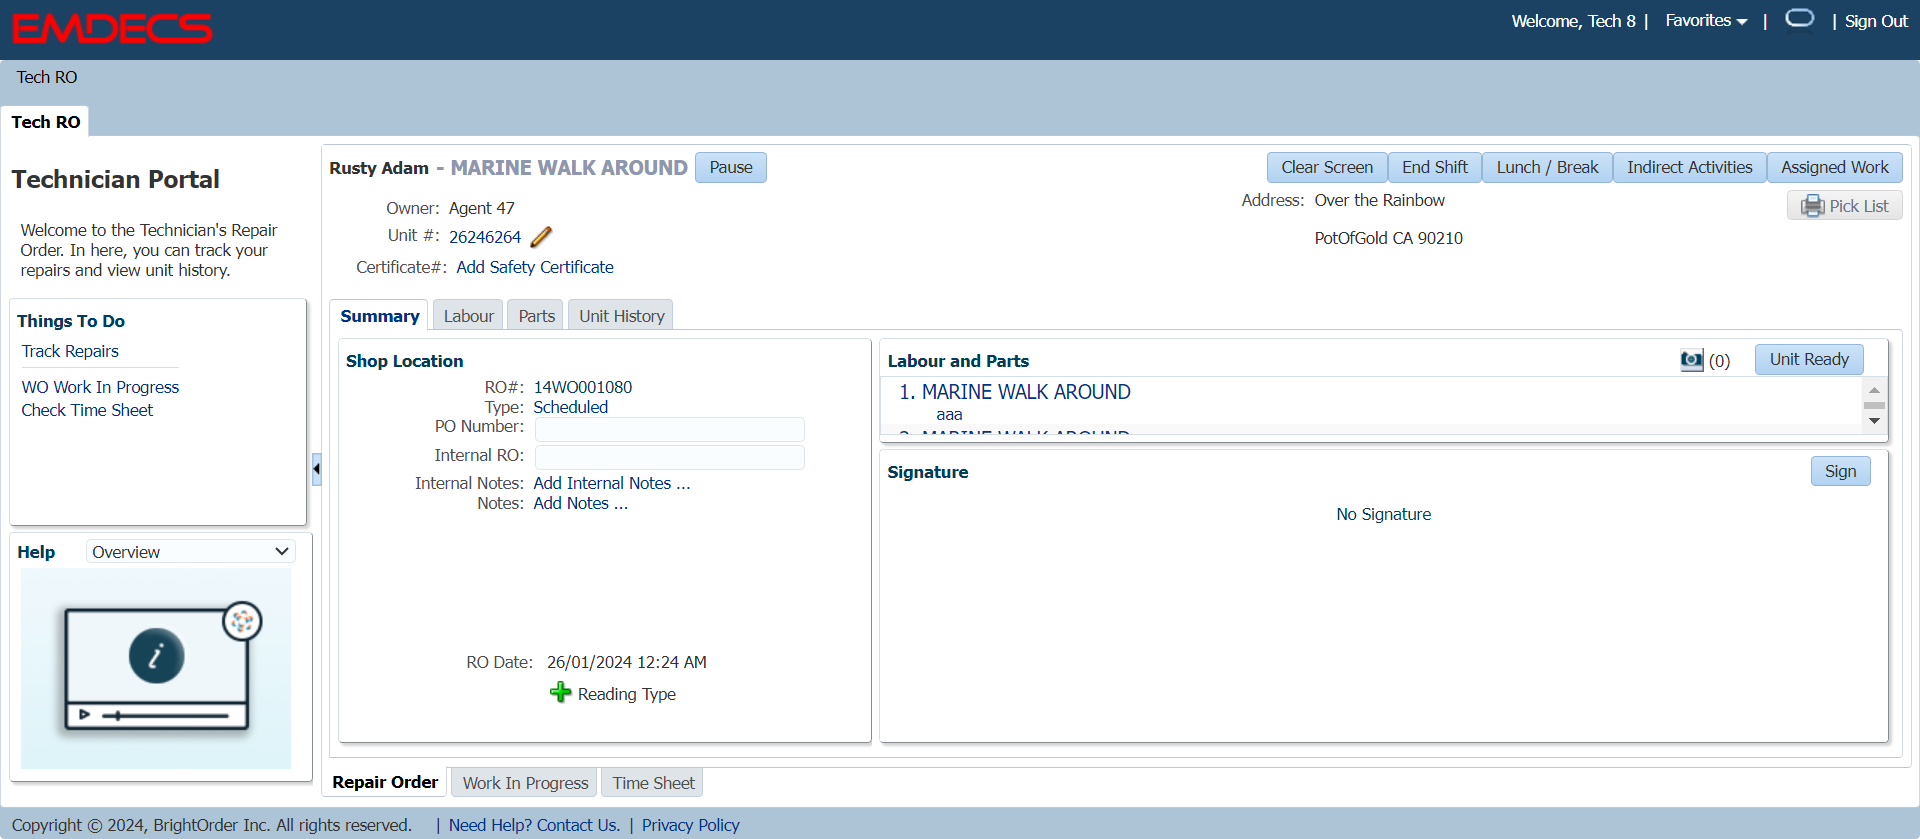 EMDECS
Welcome, Tech 8 | Favorites | | Sign Out
Tech RO
Tech RO
Technician Portal
Welcome to the Technician's Repair
Order. In here, you can track your
repairs and view unit history.
Things To Do
Track Repairs
WO Work In Progress
Check Time Sheet
Help Overview
i
Rusty Adam - MARINE WALK AROUND Pause
Clear Screen End Shift Lunch / Break Indirect Activities Assigned Work
Owner: Agent 47
Unit #: 26246264
Certificate#: Add Safety Certificate
Address: Over the Rainbow
PotOfGold CA 90210
Pick List
Summary Labour Parts Unit History
Shop Location
RO#: 14WO001080
Type: Scheduled
PO Number:
Internal RO:
Internal Notes: Add Internal Notes ...
Notes: Add Notes ...
RO Date: 26/01/2024 12:24 AM
Reading Type
Labour and Parts (0) Unit Ready
1. MARINE WALK AROUND
aaa
2. MARINE WALK AROUND
Signature Sign
No Signature
Repair Order Work In Progress Time Sheet
Copyright © 2024, BrightOrder Inc. All rights reserved. | Need Help? Contact Us. | Privacy Policy